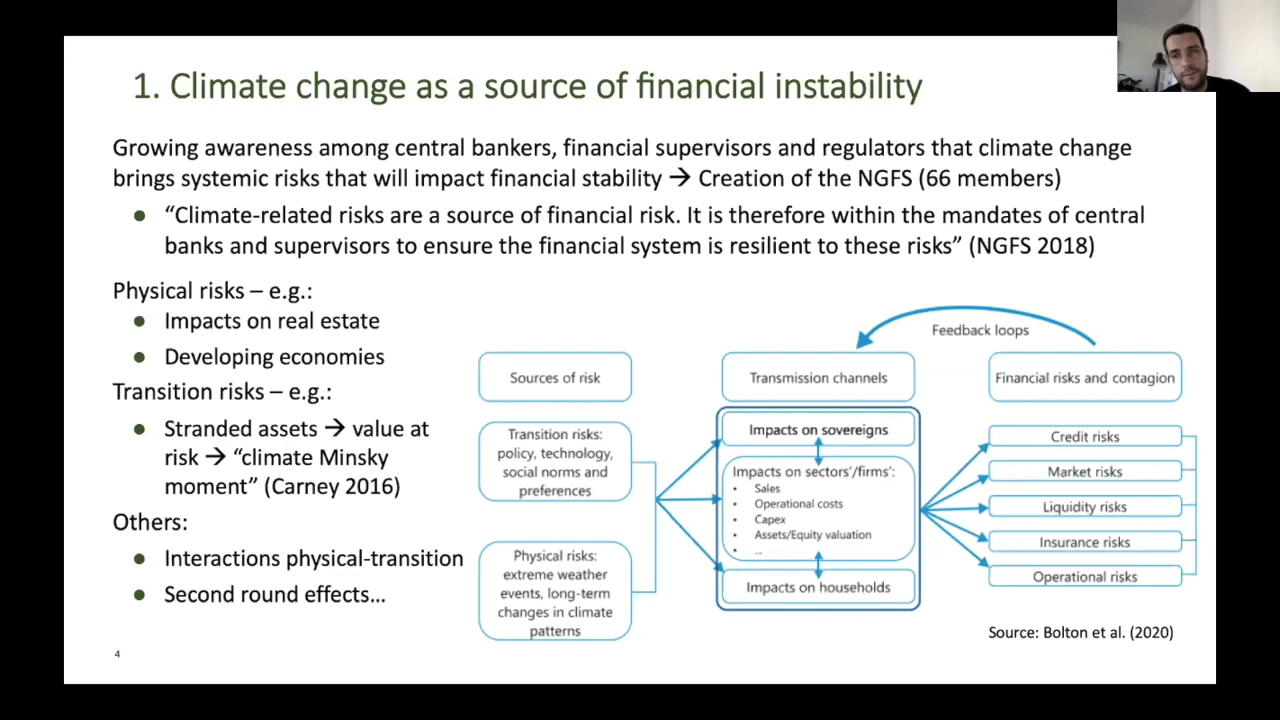 1. Climate change as a source of financial instability
Growing awareness among central bankers, financial supervisors and regulators that climate change
brings systemic risks that will impact financial stability → Creation of the NGFS (66 members)
● “Climate-related risks are a source of financial risk. It is therefore within the mandates of central
banks and supervisors to ensure the financial system is resilient to these risks” (NGFS 2018)
Physical risks – e.g.:
● Impacts on real estate
● Developing economies
Transition risks – e.g.:
● Stranded assets → value at
risk → “climate Minsky
moment” (Carney 2016)
Others:
● Interactions physical-transition
● Second round effects…
Feedback loops
Sources of risk
Transmission channels
Financial risks and contagion
Transition risks:
policy, technology,
social norms and
preferences
Physical risks:
extreme weather
events, long-term
changes in climate
patterns
Impacts on sovereigns
Impacts on sectors’/firms’:
• Sales
• Operational costs
• Capex
• Assets/Equity valuation
• ...
Impacts on households
Credit risks
Market risks
Liquidity risks
Insurance risks
Operational risks
Source: Bolton et al. (2020)
4